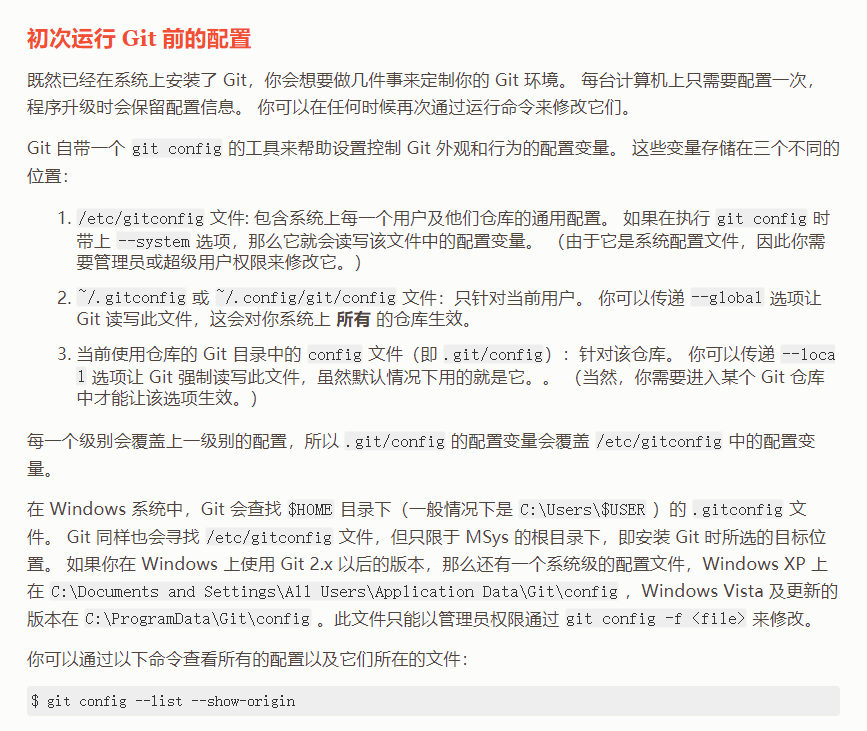 初次运行 Git 前的配置
既然已经在系统上安装了 Git，你会想要做几件事来定制你的 Git 环境。 每台计算机上只需要配置一次，
程序升级时会保留配置信息。 你可以在任何时候再次通过运行命令来修改它们。
Git 自带一个 git config 的工具来帮助设置控制 Git 外观和行为的配置变量。 这些变量存储在三个不同的
位置：
1. /etc/gitconfig 文件: 包含系统上每一个用户及他们仓库的通用配置。 如果在执行 git config 时
带上 --system 选项，那么它就会读写该文件中的配置变量。 （由于它是系统配置文件，因此你需
要管理员或超级用户权限来修改它。）
2. ~/.gitconfig 或 ~/.config/git/config 文件：只针对当前用户。 你可以传递 --global 选项让
Git 读写此文件，这会对你系统上 所有 的仓库生效。
3. 当前使用仓库的 Git 目录中的 config 文件（即 .git/config）：针对该仓库。 你可以传递 --loca
l 选项让 Git 强制读写此文件，虽然默认情况下用的就是它。。 （当然，你需要进入某个 Git 仓库
中才能让该选项生效。）
每一个级别会覆盖上一级别的配置，所以 .git/config 的配置变量会覆盖 /etc/gitconfig 中的配置变
量。
在 Windows 系统中，Git 会查找 $HOME 目录下（一般情况下是 C:\Users\$USER ）的 .gitconfig 文
件。 Git 同样也会寻找 /etc/gitconfig 文件，但只限于 MSys 的根目录下，即安装 Git 时所选的目标位
置。 如果你在 Windows 上使用 Git 2.x 以后的版本，那么还有一个系统级的配置文件，Windows XP 上
在 C:\Documents and Settings\All Users\Application Data\Git\config ，Windows Vista 及更新的
版本在 C:\ProgramData\Git\config 。此文件只能以管理员权限通过 git config -f <file> 来修改。
你可以通过以下命令查看所有的配置以及它们所在的文件：
$ git config --list --show-origin